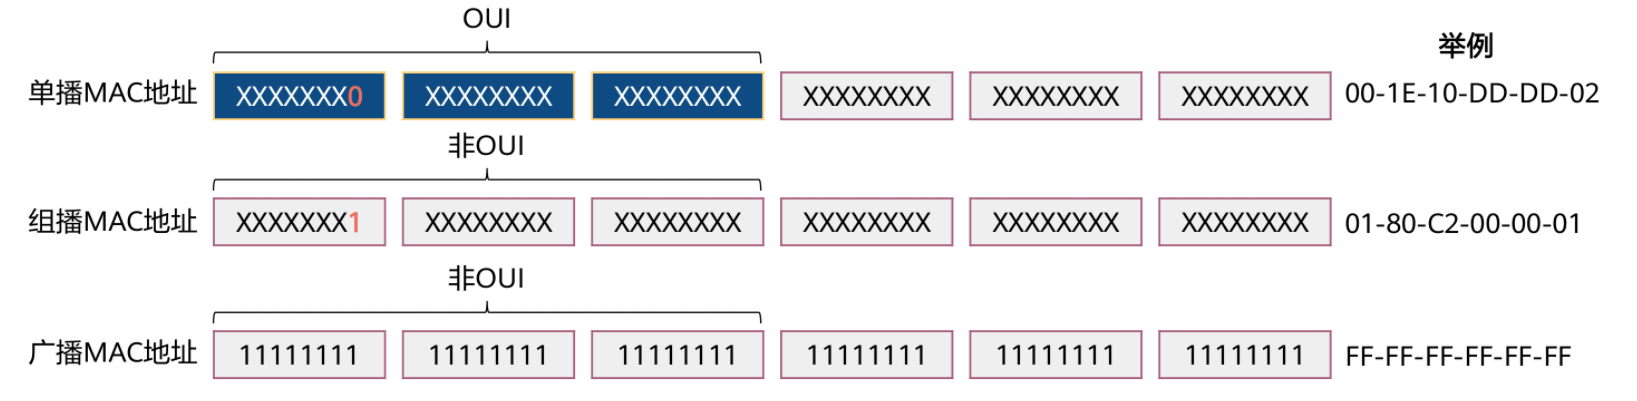 OUI
举例
单播MAC地址 XXXXXXX0 XXXXXXXX XXXXXXXX XXXXXXXX XXXXXXXX XXXXXXXX 00-1E-10-DD-DD-02
非OUI
组播MAC地址 XXXXXXX1 XXXXXXXX XXXXXXXX XXXXXXXX XXXXXXXX XXXXXXXX 01-80-C2-00-00-01
非OUI
广播MAC地址 11111111 11111111 11111111 11111111 11111111 11111111 FF-FF-FF-FF-FF-FF